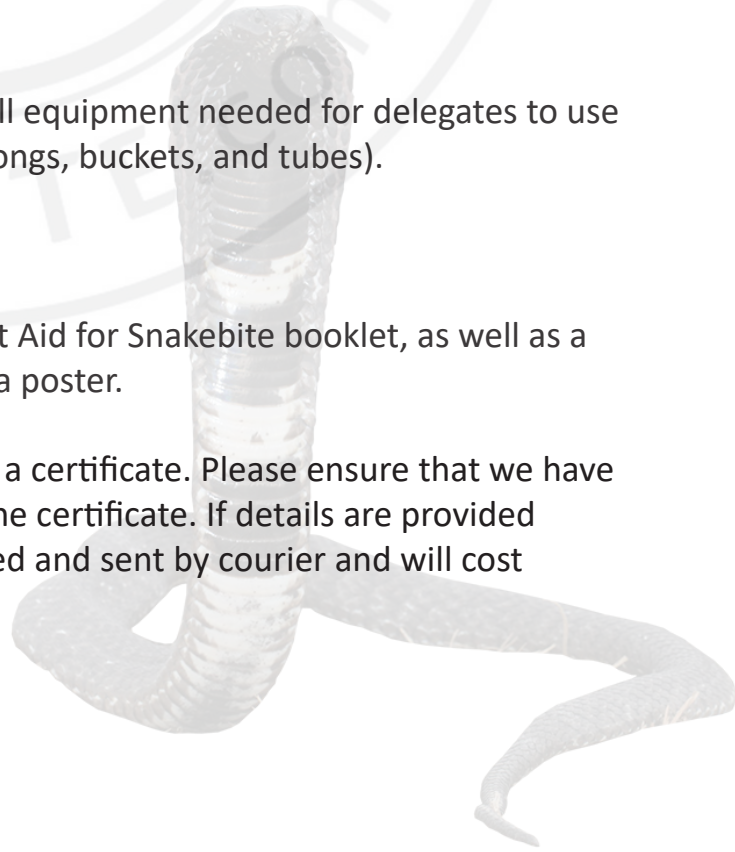 ll equipment needed for delegates to use
ongs, buckets, and tubes).
t Aid for Snakebite booklet, as well as a
a poster.
a certificate. Please ensure that we have
ne certificate. If details are provided
ed and sent by courier and will cost